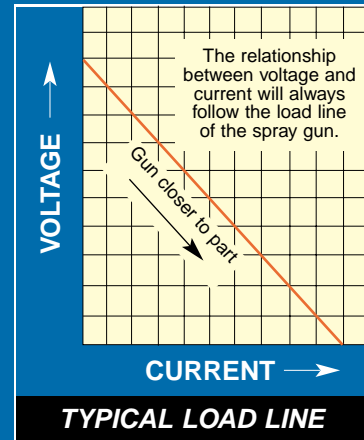 The relationship
between voltage and
current will always
follow the load line
of the spray gun.
Gun closer to part
VOLTAGE
CURRENT
TYPICAL LOAD LINE